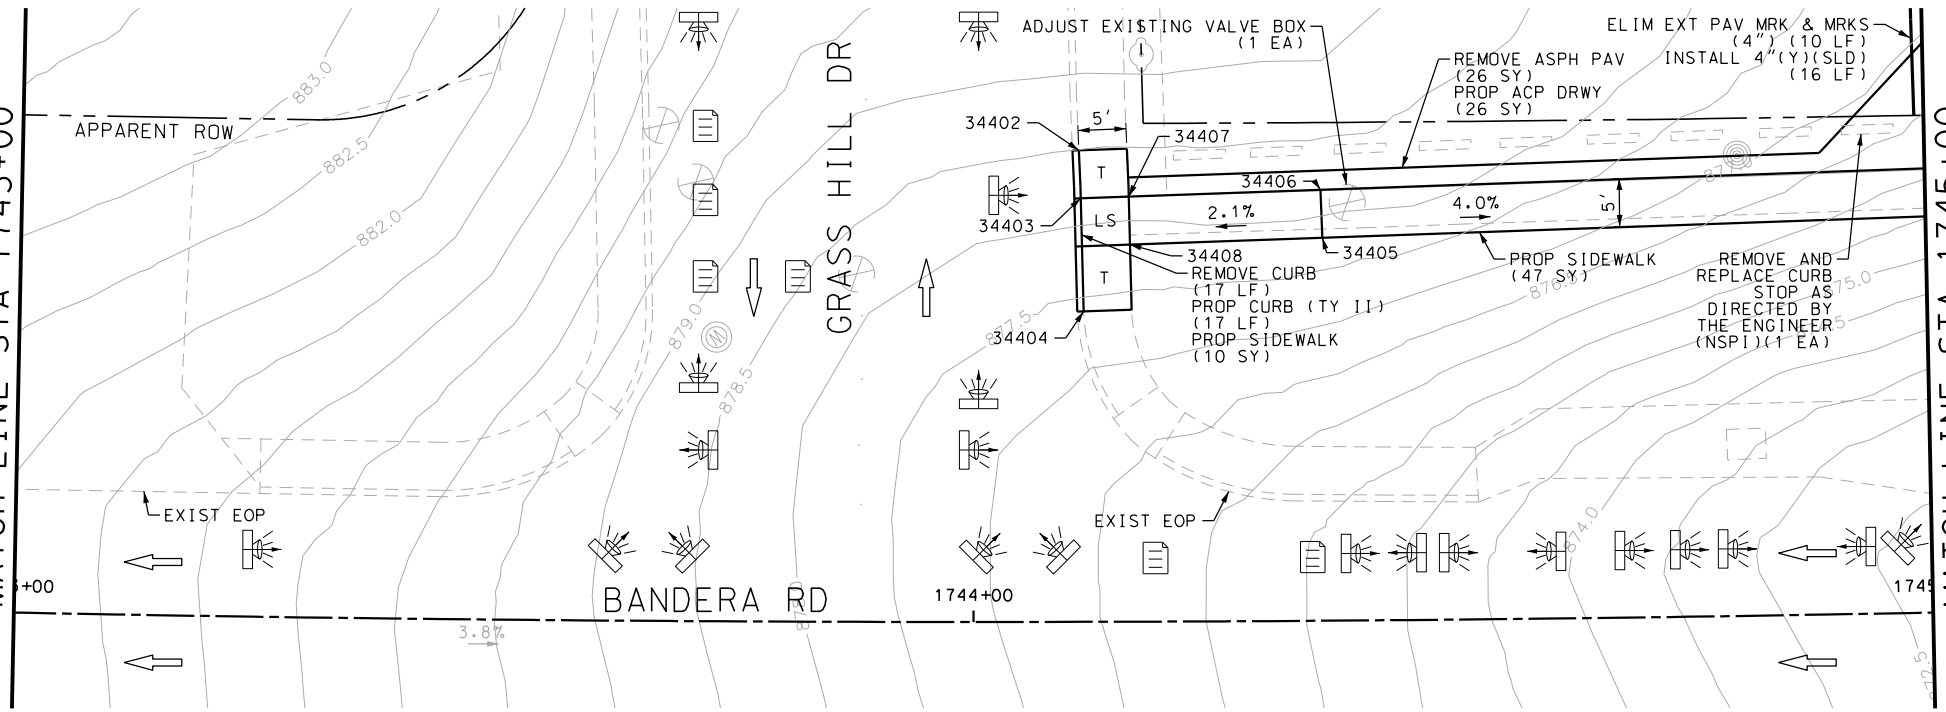 ADJUST EXISTING VALVE BOX
(1 EA)
ELIM EXT PAV MRK & MRKS
(4") (10 LF)
INSTALL 4"(Y)(SLD)
(16 LF)
REMOVE ASPH PAV
(26 SY)
PROP ACP DRWY
(26 SY)
883.0
882.5
882.0
APPARENT ROW
GRASS HILL DR
34402
5'
34407
T
34406
34403
LS
2.1%
4.0%
5'
34408
34405
T
REMOVE CURB
(17 LF)
PROP CURB (TY II)
(17 LF)
PROP SIDEWALK
(10 SY)
PROP SIDEWALK
(47 SY)
REMOVE AND
REPLACE CURB
STOP AS
DIRECTED BY
THE ENGINEER
(NSPI)(1 EA)
876.5
875.0
879.0
W
877.5
34404
878.5
EXIST EOP
EXIST EOP
874.0
BANDERA RD
1744+00
3.8%
872.5